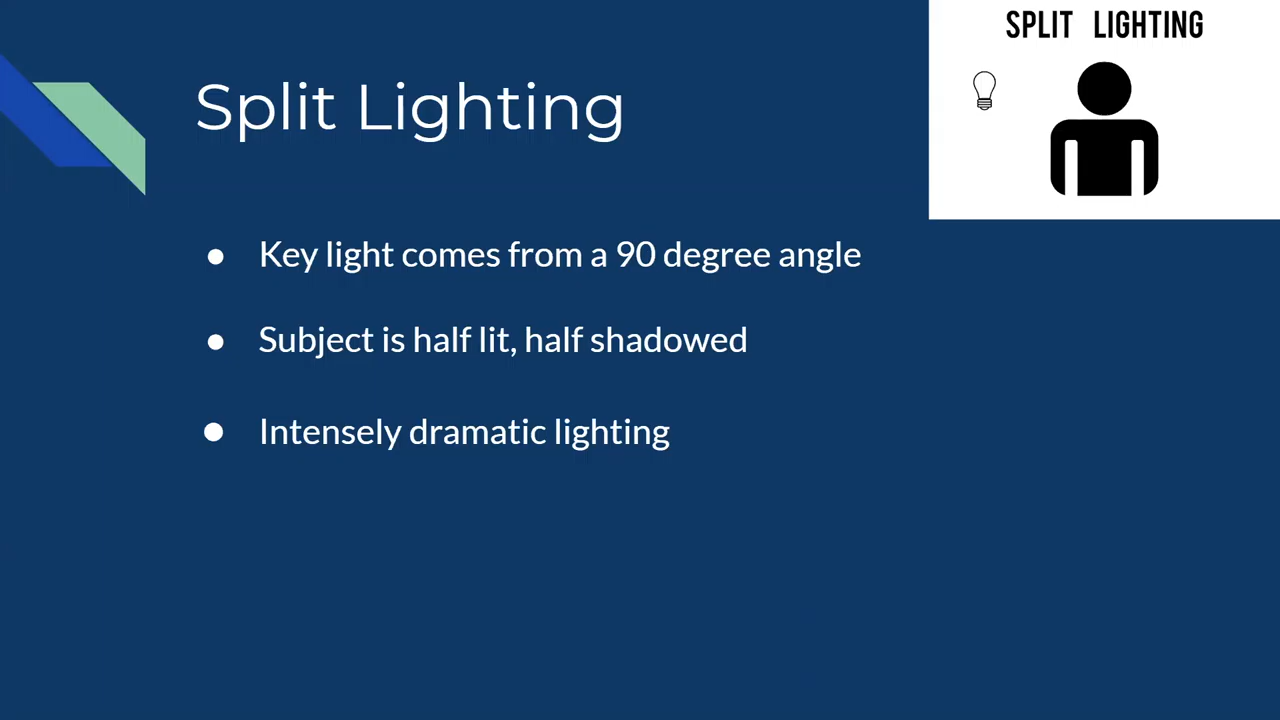 SPLIT LIGHTING
Split Lighting
● Key light comes from a 90 degree angle
● Subject is half lit, half shadowed
● Intensely dramatic lighting